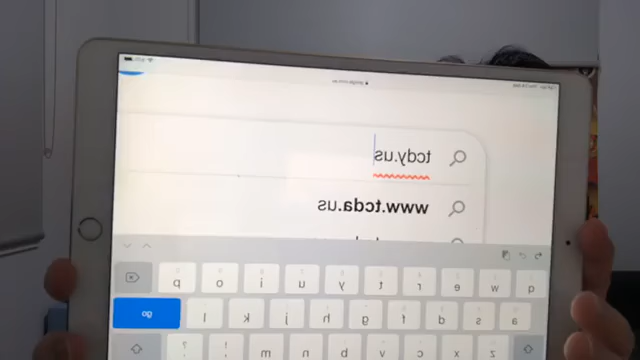 tcdy.us
www.tcda.us
q w e r t y u i o p
a s d f g h j k l go
z x c v b n m ! ?